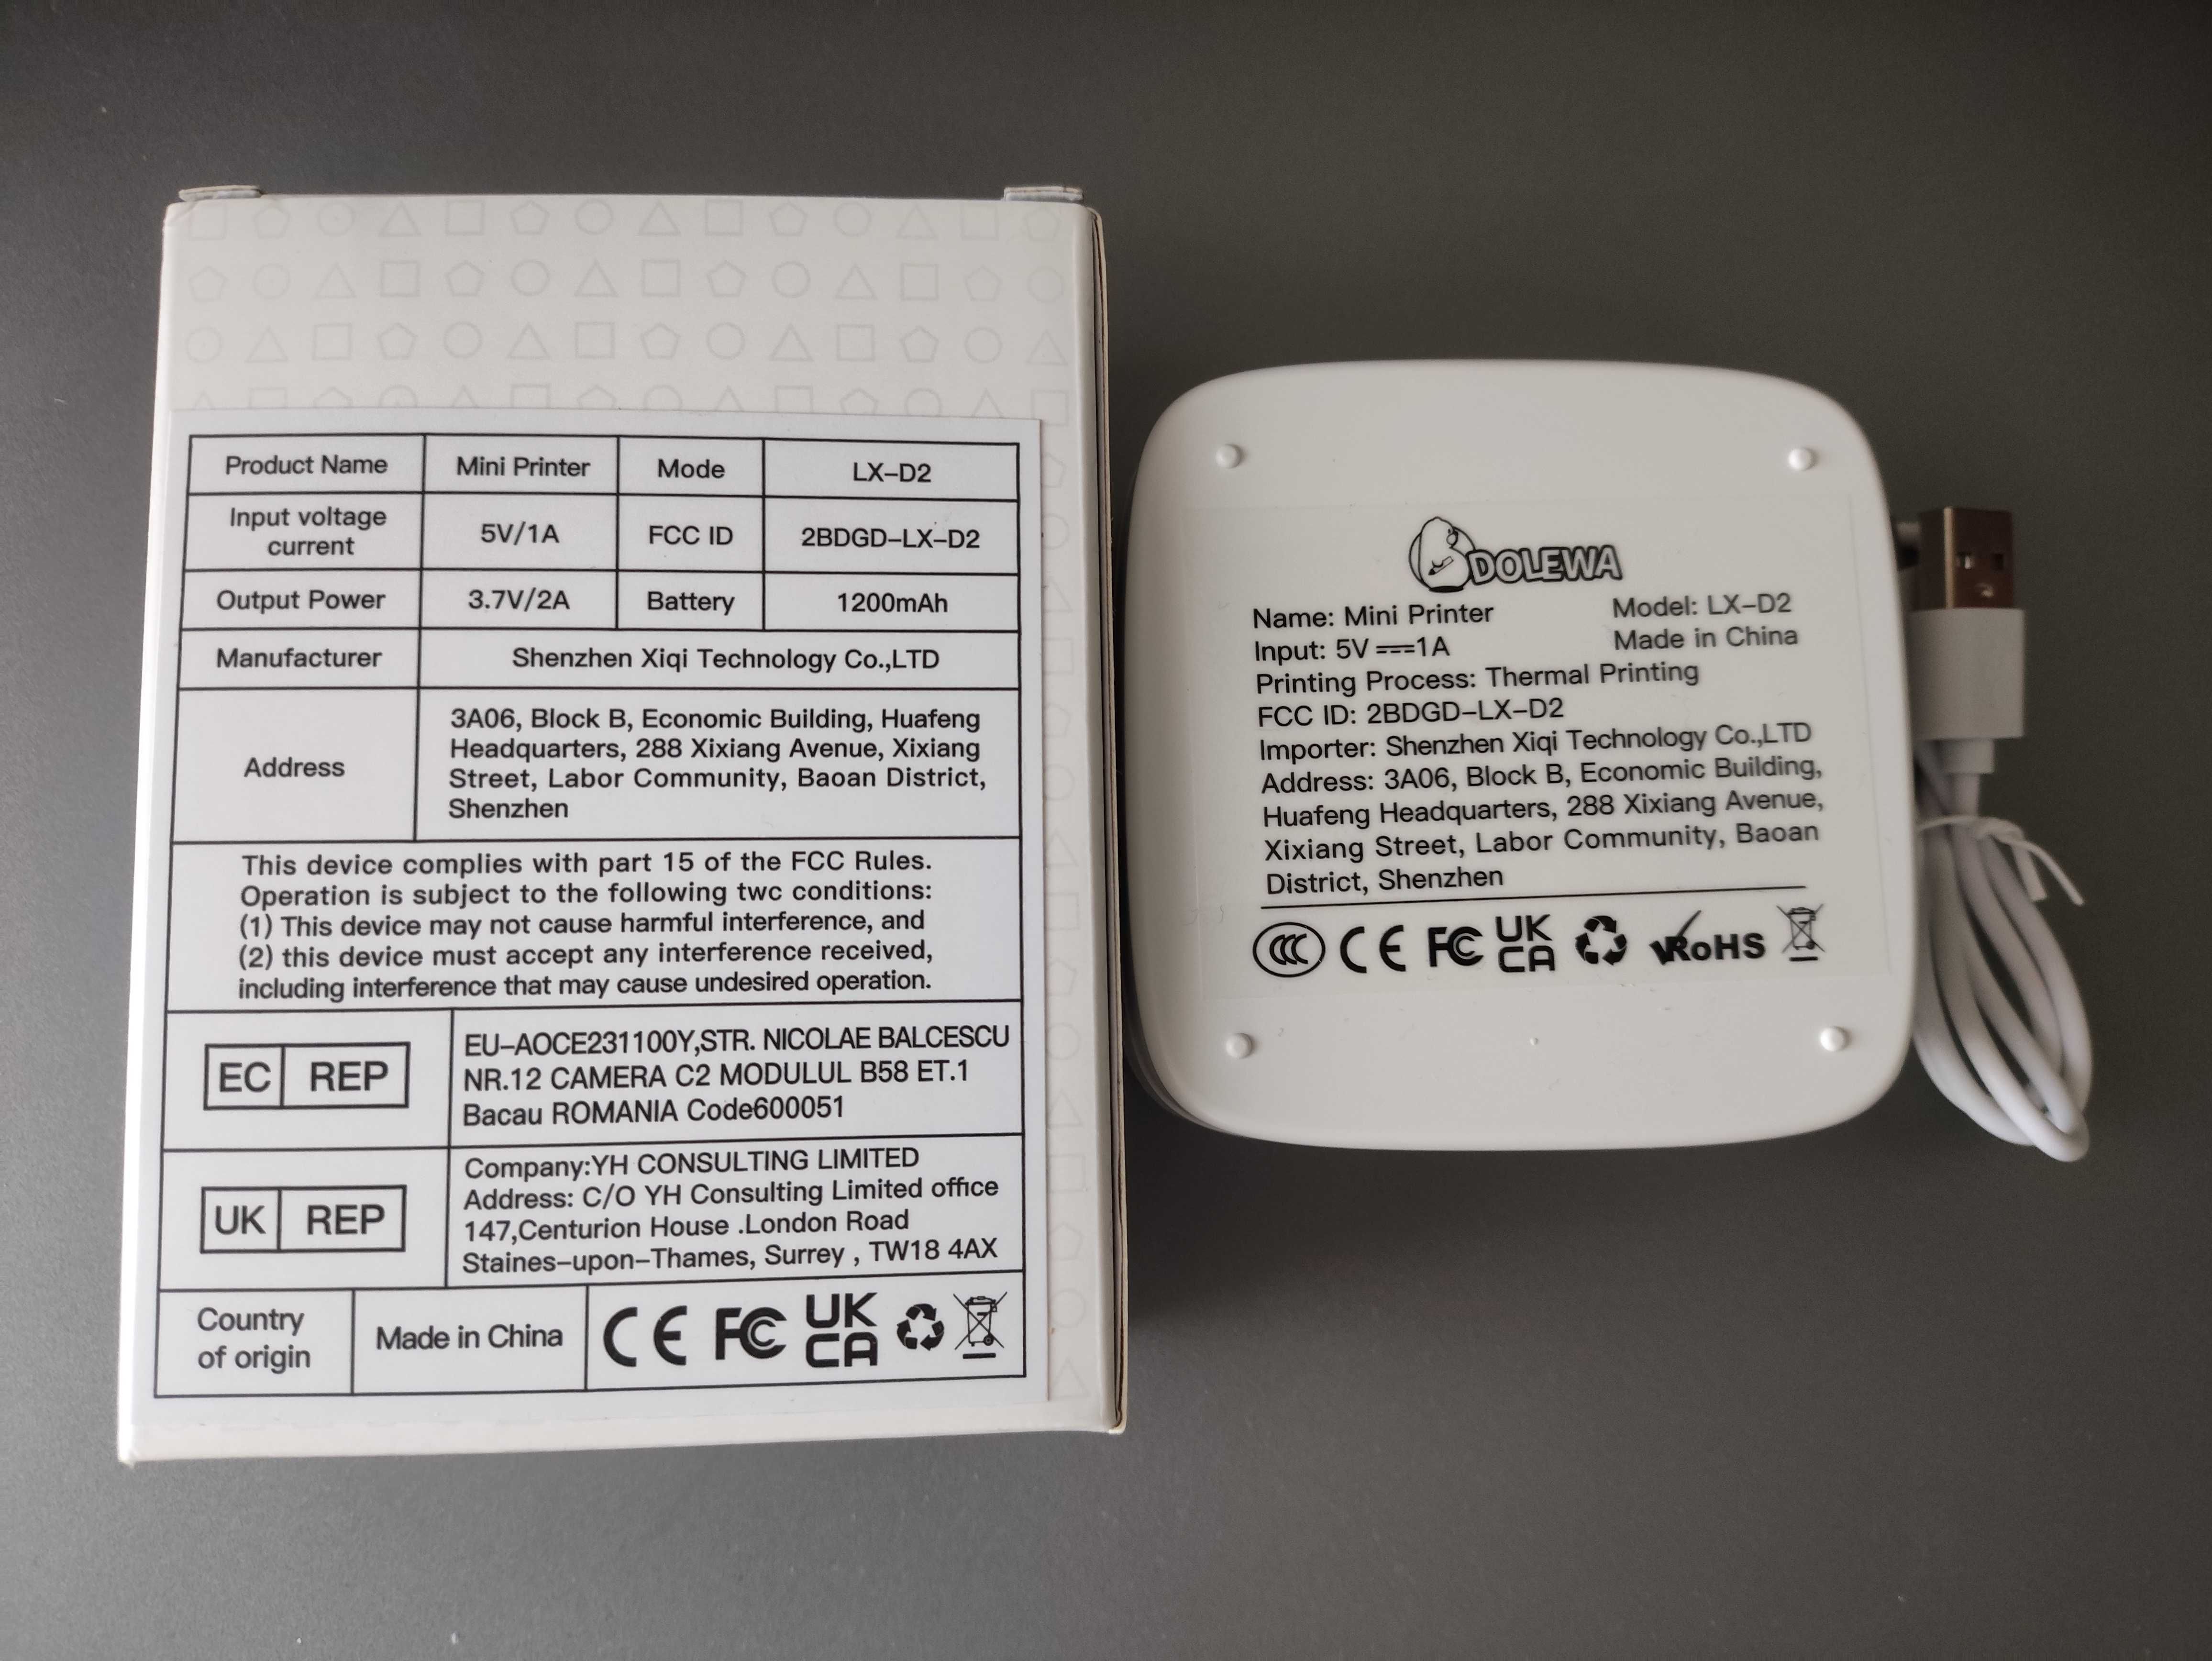 Product Name Mini Printer Mode LX-D2
Input voltage current 5V/1A FCC ID 2BDGD-LX-D2
Output Power 3.7V/2A Battery 1200mAh
Manufacturer Shenzhen Xiqi Technology Co.,LTD
Address
3A06, Block B, Economic Building, Huafeng
Headquarters, 288 Xixiang Avenue, Xixiang
Street, Labor Community, Baoan District,
Shenzhen
This device complies with part 15 of the FCC Rules.
Operation is subject to the following twc conditions:
(1) This device may not cause harmful interference, and
(2) this device must accept any interference received,
including interference that may cause undesired operation.
EC REP
EU-AOCE231100Y,STR. NICOLAE BALCESCU
NR.12 CAMERA C2 MODULUL B58 ET.1
Bacau ROMANIA Code600051
UK REP
Company:YH CONSULTING LIMITED
Address: C/O YH Consulting Limited office
147,Centurion House .London Road
Staines-upon-Thames, Surrey , TW18 4AX
Country
of origin
Made in China
CE FC UK CA
DOLEWA
Name: Mini Printer Model: LX-D2
Input: 5V⎓1A Made in China
Printing Process: Thermal Printing
FCC ID: 2BDGD-LX-D2
Importer: Shenzhen Xiqi Technology Co.,LTD
Address: 3A06, Block B, Economic Building,
Huafeng Headquarters, 288 Xixiang Avenue,
Xixiang Street, Labor Community, Baoan
District, Shenzhen
CCC CE FC UK CA RoHS